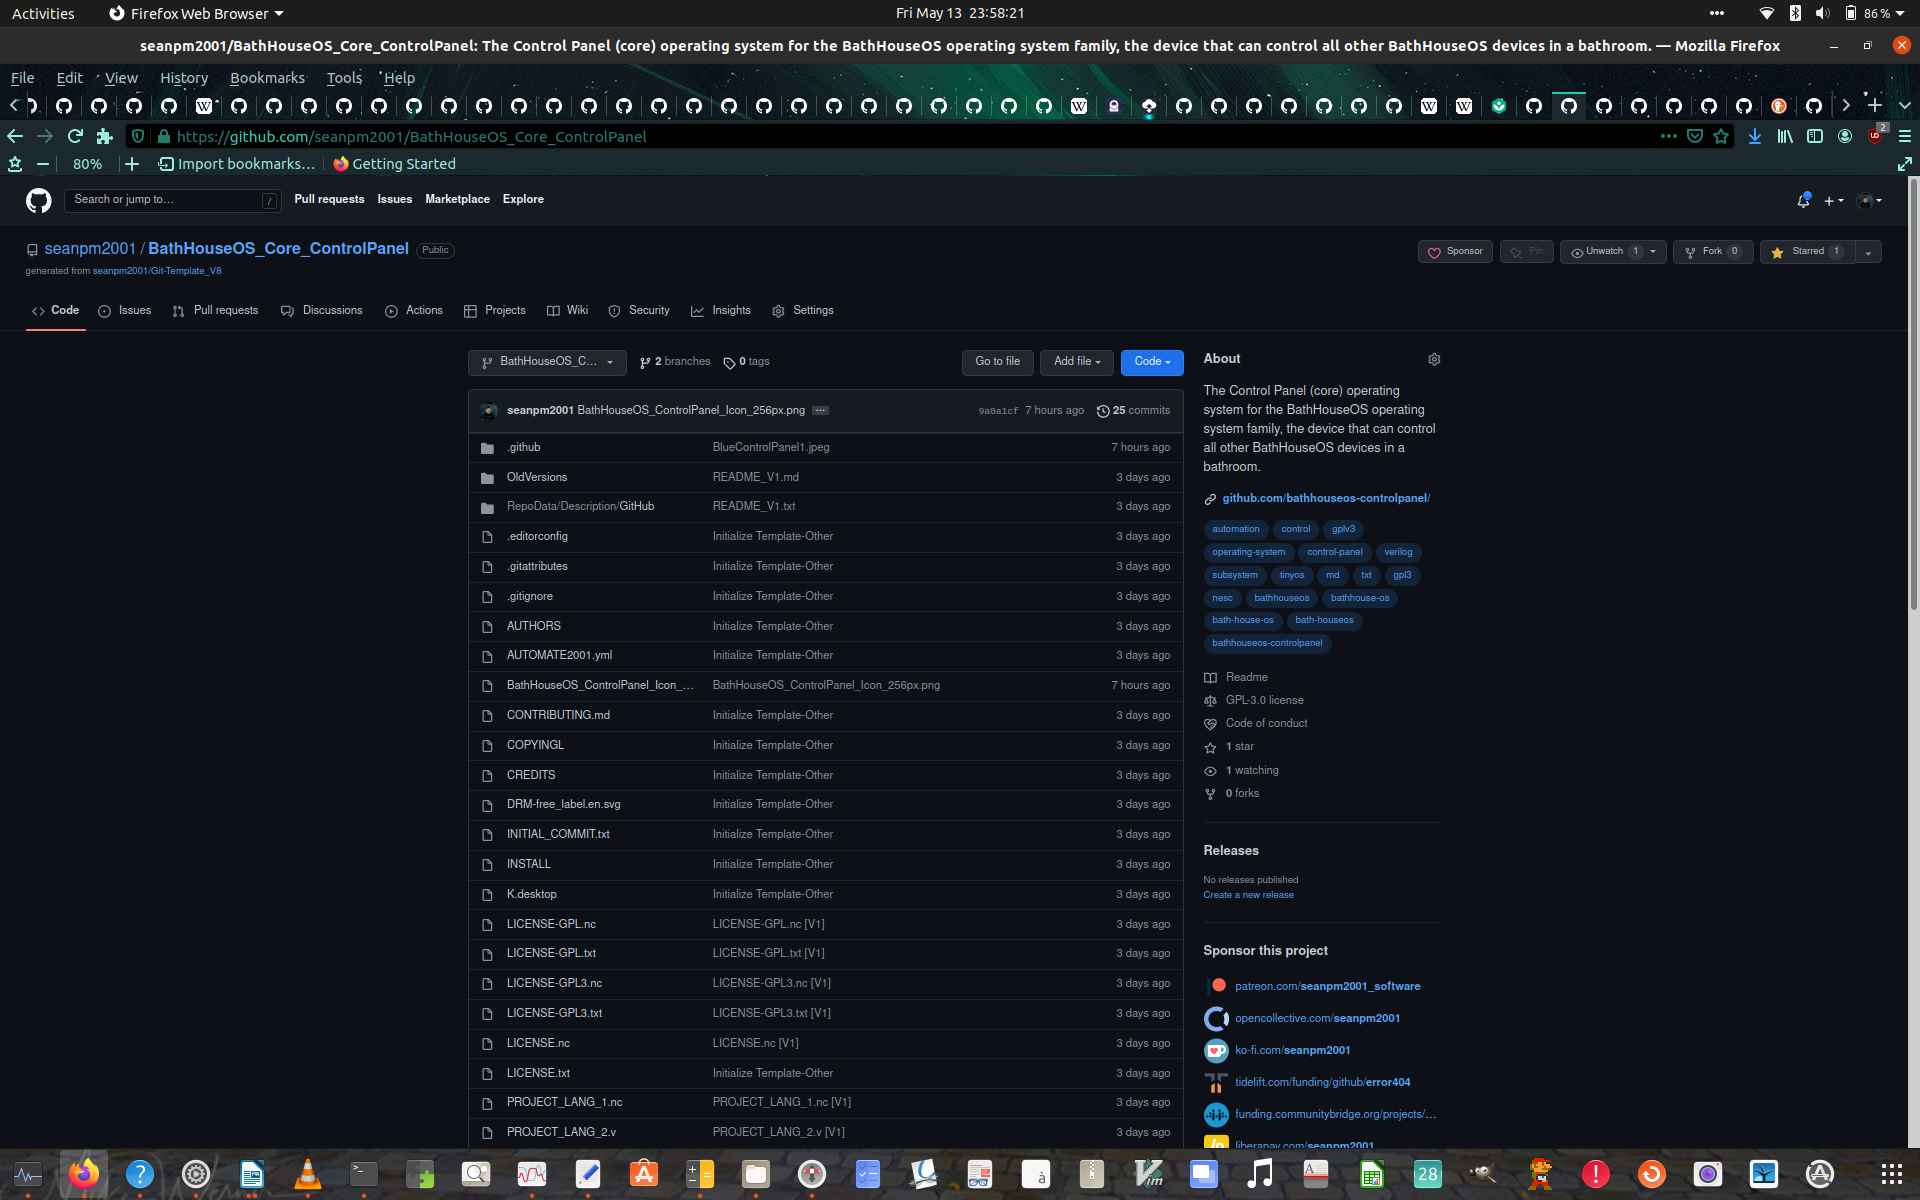 Activities Firefox Web Browser Fri May 13 23:58:21 86 %
seanpm2001/BathHouseOS_Core_ControlPanel: The Control Panel (core) operating system for the BathHouseOS operating system family, the device that can control all other BathHouseOS devices in a bathroom. — Mozilla Firefox
File Edit View History Bookmarks Tools Help
https://github.com/seanpm2001/BathHouseOS_Core_ControlPanel 2
80% Import bookmarks… Getting Started
Search or jump to… / Pull requests Issues Marketplace Explore
seanpm2001 / BathHouseOS_Core_ControlPanel Public Sponsor Pin Unwatch 1 Fork 0 Starred 1
generated from seanpm2001/Git-Template_V8
Code Issues Pull requests Discussions Actions Projects Wiki Security Insights Settings
BathHouseOS_C... 2 branches 0 tags Go to file Add file Code
seanpm2001 BathHouseOS_ControlPanel_Icon_256px.png ... 9a0a1cf 7 hours ago 25 commits
.github BlueControlPanel1.jpeg 7 hours ago
OldVersions README_V1.md 3 days ago
RepoData/Description/GitHub README_V1.txt 3 days ago
.editorconfig Initialize Template-Other 3 days ago
.gitattributes Initialize Template-Other 3 days ago
.gitignore Initialize Template-Other 3 days ago
AUTHORS Initialize Template-Other 3 days ago
AUTOMATE2001.yml Initialize Template-Other 3 days ago
BathHouseOS_ControlPanel_Icon_... BathHouseOS_ControlPanel_Icon_256px.png 7 hours ago
CONTRIBUTING.md Initialize Template-Other 3 days ago
COPYINGL Initialize Template-Other 3 days ago
CREDITS Initialize Template-Other 3 days ago
DRM-free_label.en.svg Initialize Template-Other 3 days ago
INITIAL_COMMIT.txt Initialize Template-Other 3 days ago
INSTALL Initialize Template-Other 3 days ago
K.desktop Initialize Template-Other 3 days ago
LICENSE-GPL.nc LICENSE-GPL.nc [V1] 3 days ago
LICENSE-GPL.txt LICENSE-GPL.txt [V1] 3 days ago
LICENSE-GPL3.nc LICENSE-GPL3.nc [V1] 3 days ago
LICENSE-GPL3.txt LICENSE-GPL3.txt [V1] 3 days ago
LICENSE.nc LICENSE.nc [V1] 3 days ago
LICENSE.txt Initialize Template-Other 3 days ago
PROJECT_LANG_1.nc PROJECT_LANG_1.nc [V1] 3 days ago
PROJECT_LANG_2.v PROJECT_LANG_2.v [V1] 3 days ago
About
The Control Panel (core) operating
system for the BathHouseOS operating
system family, the device that can control
all other BathHouseOS devices in a
bathroom.
github.com/bathhouseos-controlpanel/
automation control gplv3
operating-system control-panel verilog
subsystem tinyos md txt gpl3
nesc bathhouseos bathhouse-os
bath-house-os bath-houseos
bathhouseos-controlpanel
Readme
GPL-3.0 license
Code of conduct
1 star
1 watching
0 forks
Releases
No releases published
Create a new release
Sponsor this project
patreon.com/seanpm2001_software
opencollective.com/seanpm2001
ko-fi.com/seanpm2001
tidelift.com/funding/github/error404
funding.communitybridge.org/projects/...
liberapay.com/seanpm2001
28